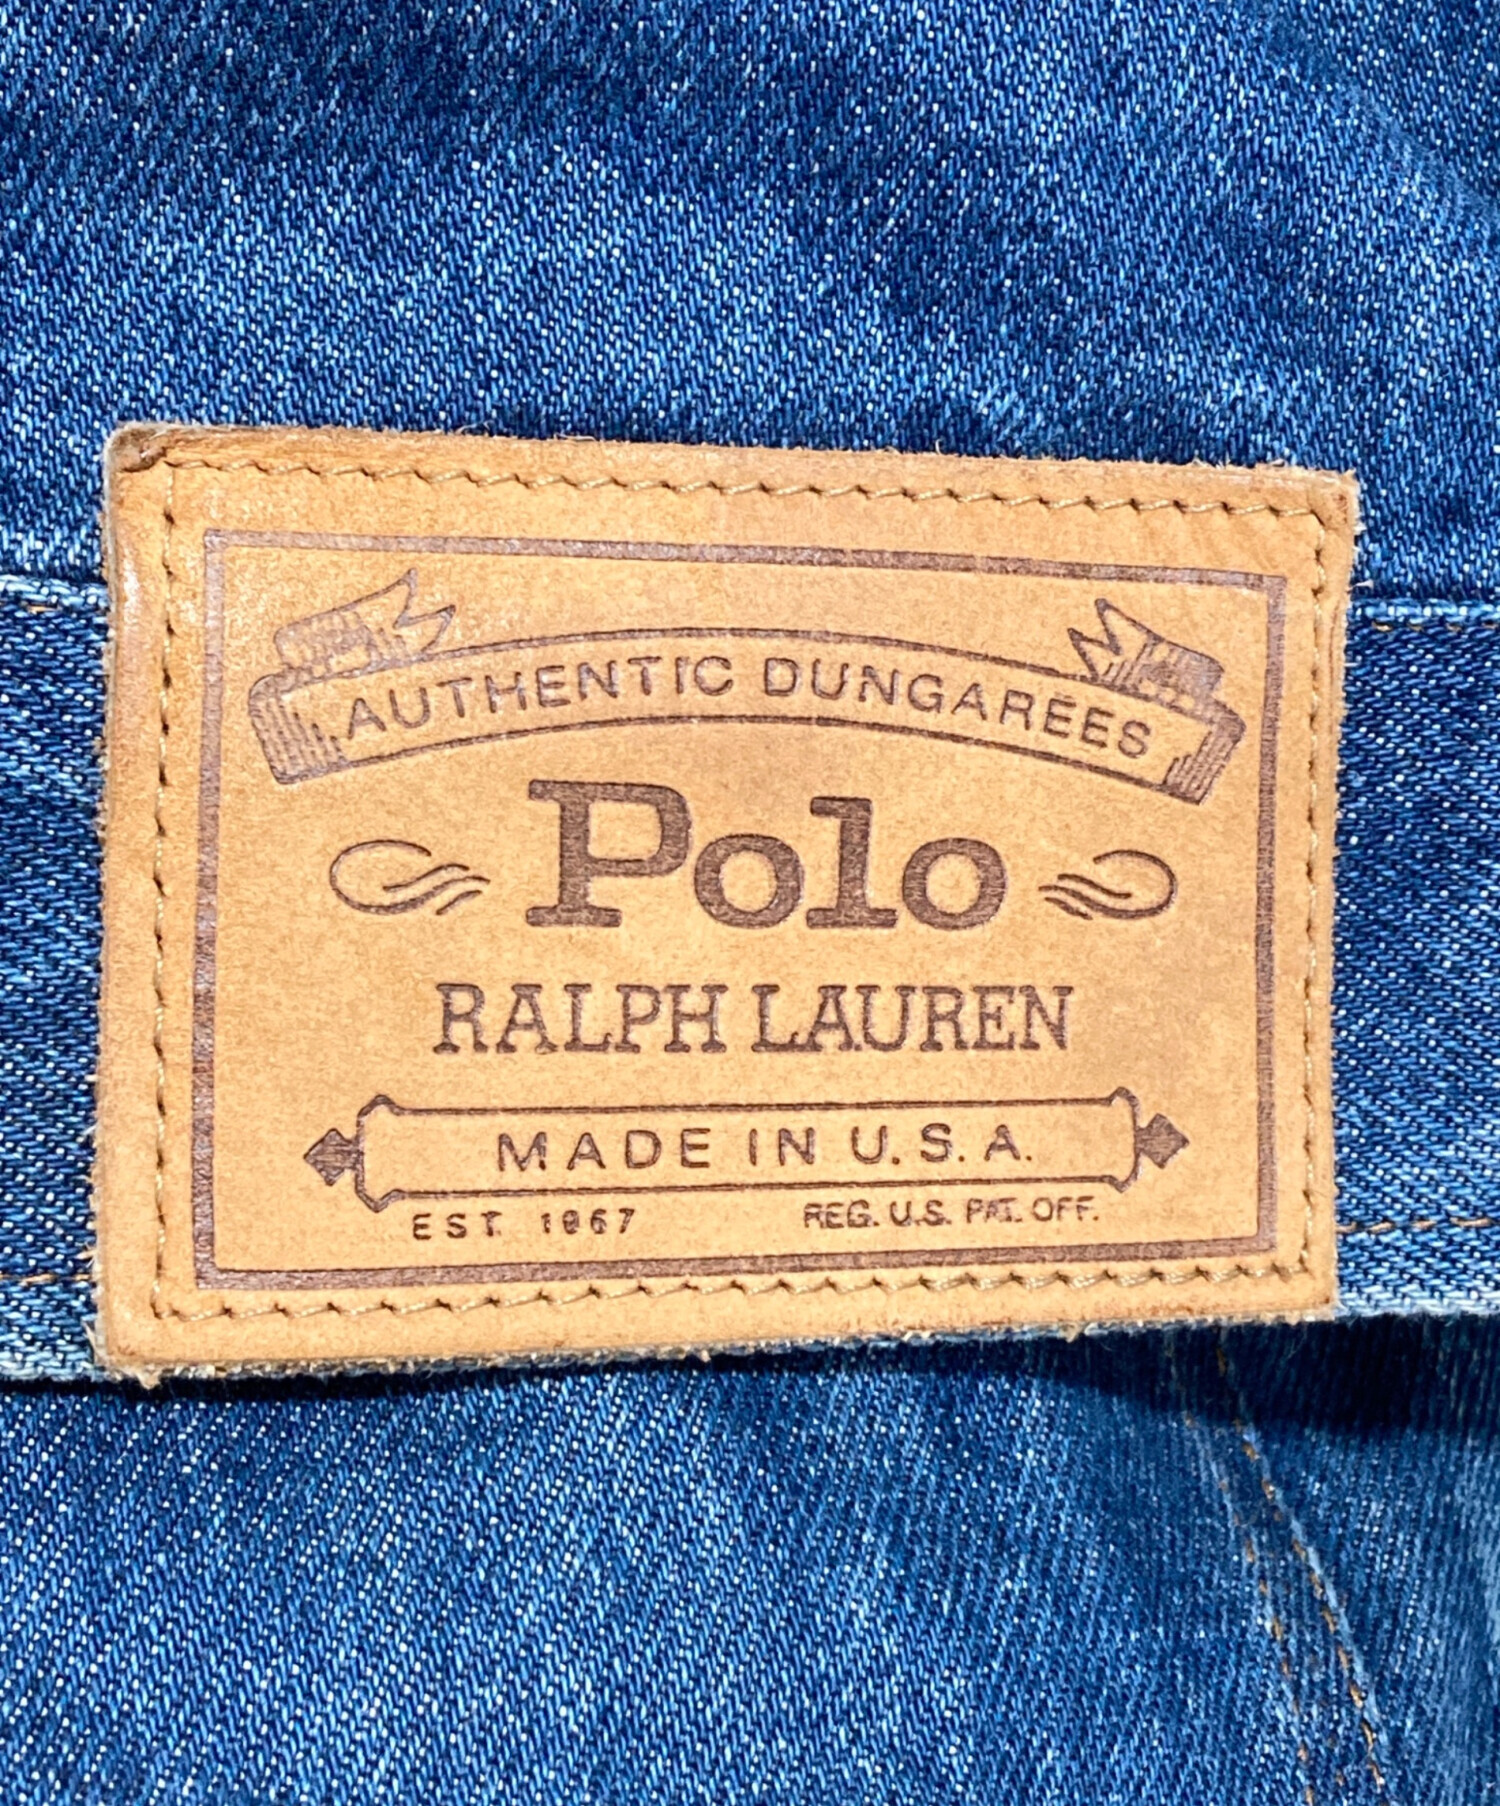 AUTHENTIC DUNGAREES
Polo
RALPH LAUREN
MADE IN U.S.A.
EST. 1967 REG. U.S. PAT. OFF.